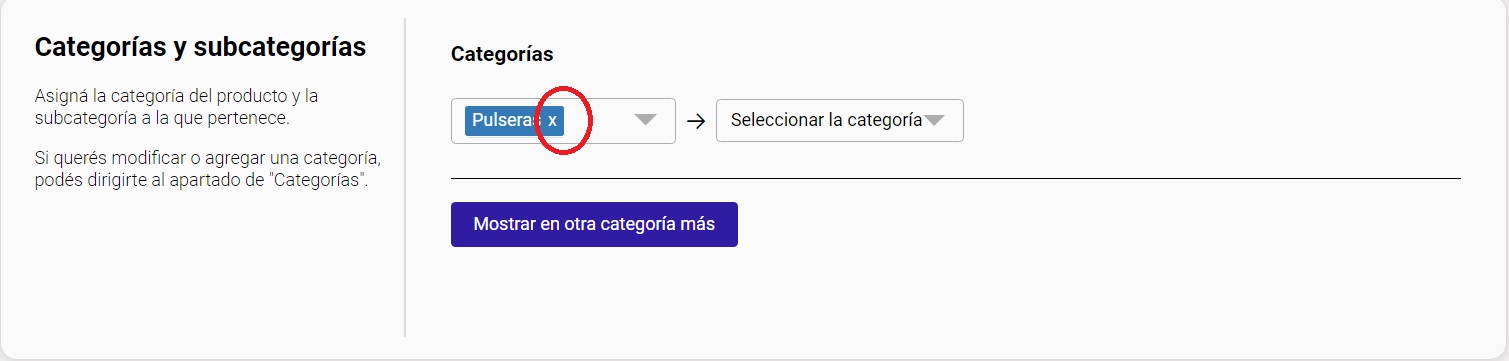 Categorías y subcategorías
Asigná la categoría del producto y la
subcategoría a la que pertenece.
Si querés modificar o agregar una categoría,
podés dirigirte al apartado de "Categorías".
Categorías
Pulseras x
Seleccionar la categoría
Mostrar en otra categoría más